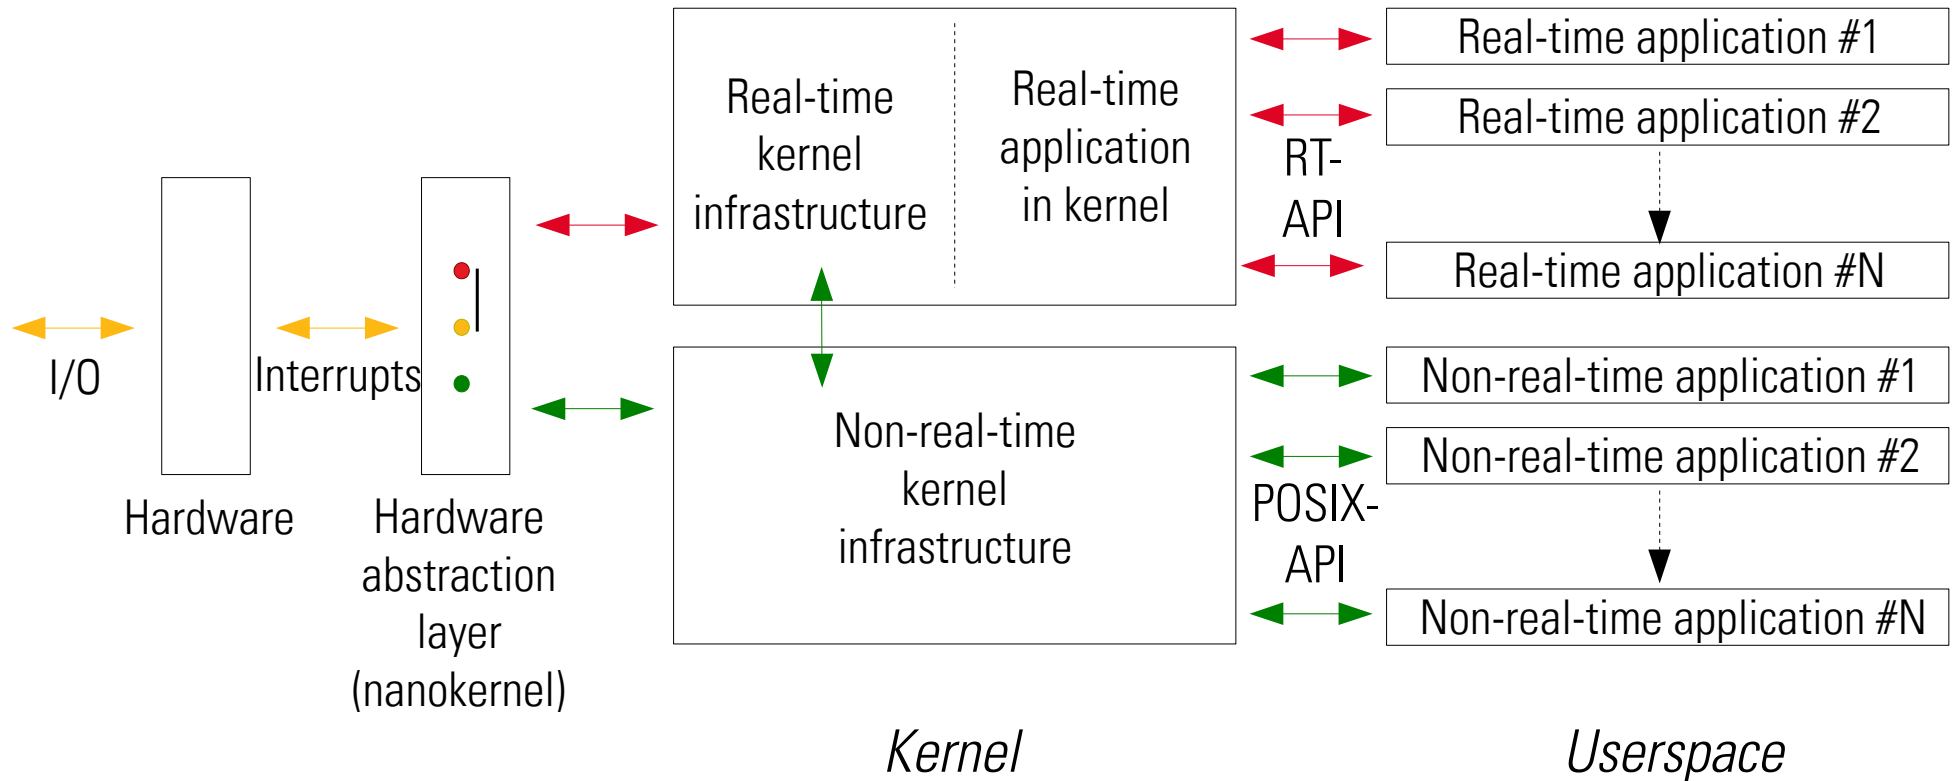 I/O
Hardware
Interrupts
Hardware
abstraction
layer
(nanokernel)
Real-time
kernel
infrastructure
Real-time
application
in kernel
Non-real-time
kernel
infrastructure
Kernel
RT-
API
POSIX-
API
Real-time application #1
Real-time application #2
Real-time application #N
Non-real-time application #1
Non-real-time application #2
Non-real-time application #N
Userspace